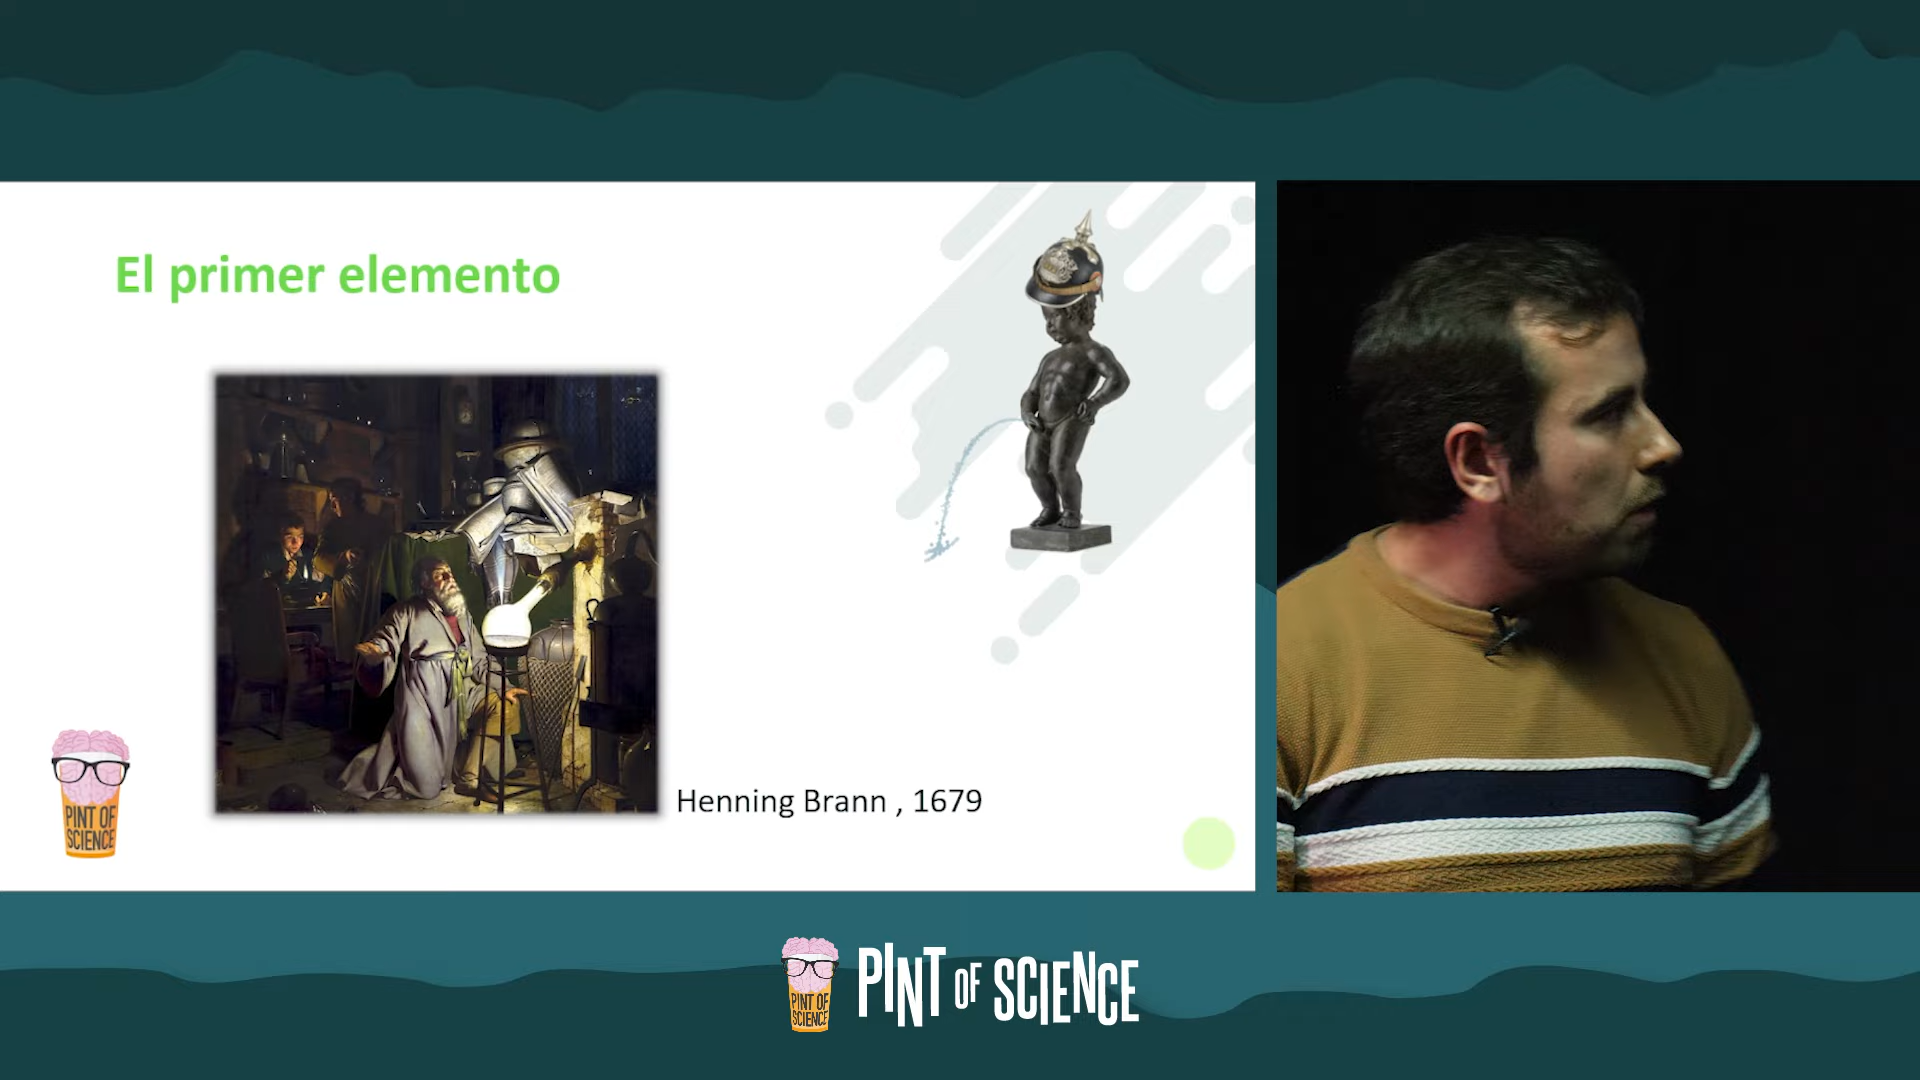 El primer elemento
Henning Brann , 1679
PINT OF
SCIENCE
PINT OF
SCIENCE
PINT OF SCIENCE